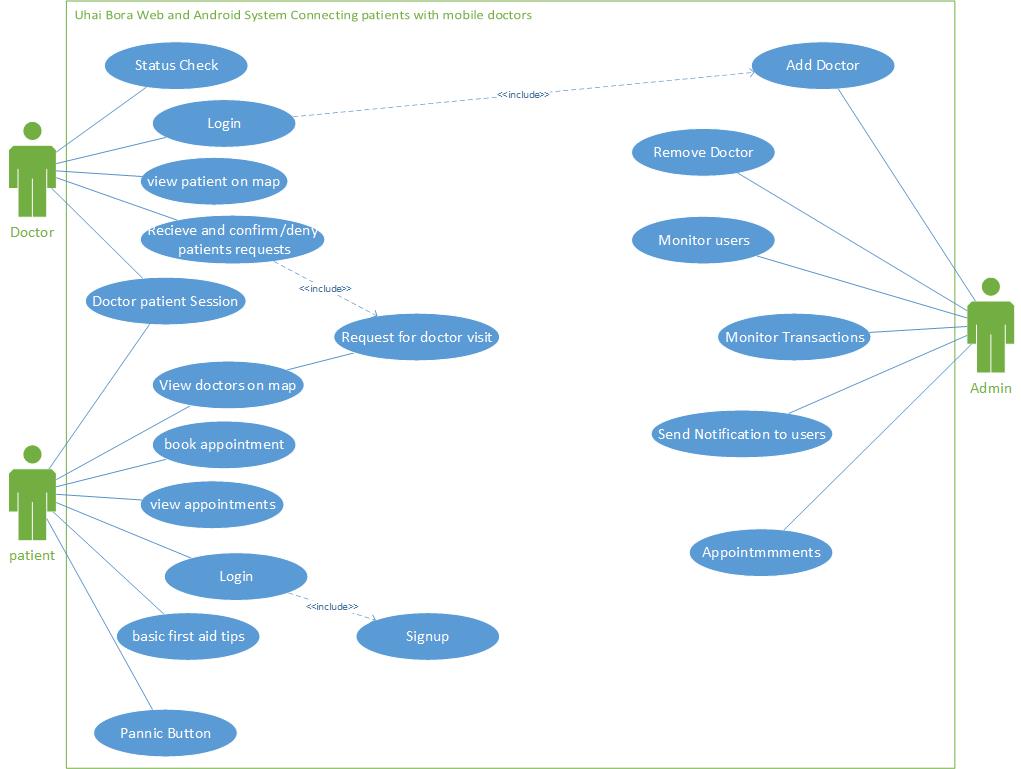 Uhai Bora Web and Android System Connecting patients with mobile doctors
Status Check
Add Doctor
<<include>>
Login
Remove Doctor
view patient on map
Doctor
Recieve and confirm/deny
patients requests
Monitor users
<<include>>
Doctor patient Session
Request for doctor visit
Monitor Transactions
View doctors on map
Admin
book appointment
Send Notification to users
view appointments
patient
Appointmmments
Login
<<include>>
basic first aid tips
Signup
Pannic Button